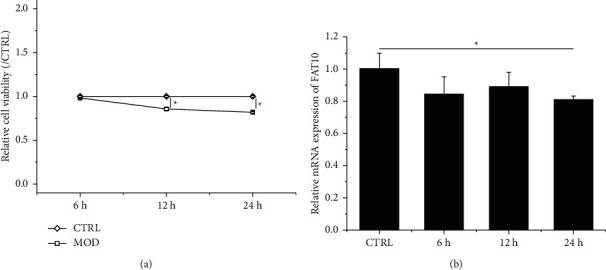 Relative cell viability (/CTRL)
2.0
1.5
1.0
0.5
0.0
*
*
6 h
12 h
24 h
CTRL
MOD
(a)
Relative mRNA expression of FAT10
1.2
1.0
0.8
0.6
0.4
0.2
0.0
*
CTRL
6 h
12 h
24 h
(b)